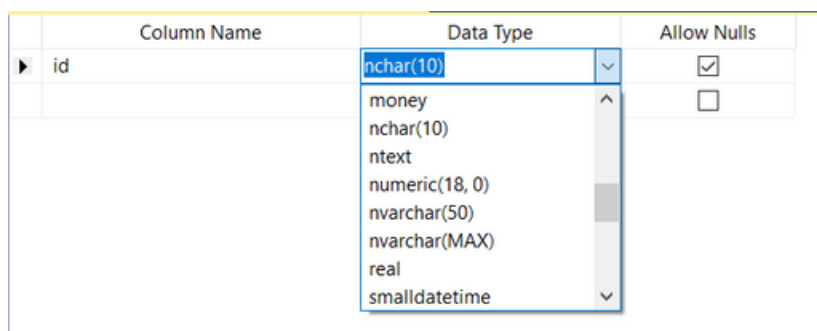 Column Name Data Type Allow Nulls
id nchar(10)
money
nchar(10)
ntext
numeric(18, 0)
nvarchar(50)
nvarchar(MAX)
real
smalldatetime